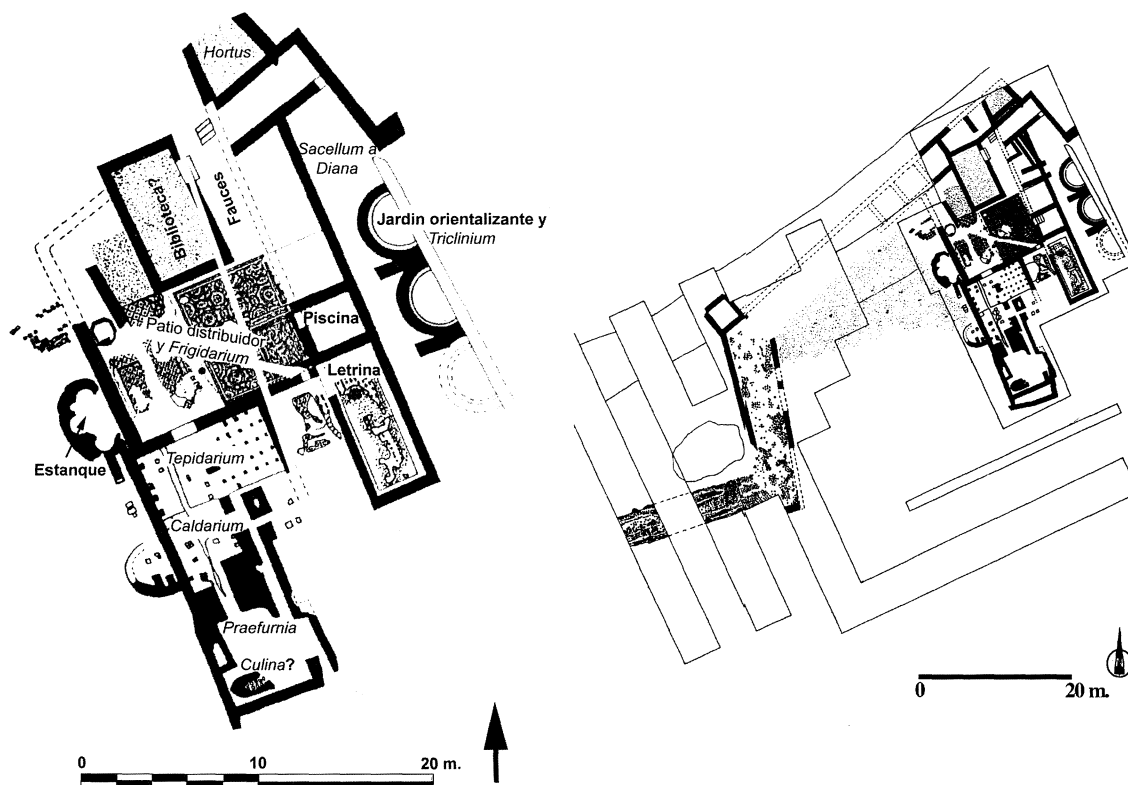 Hortus
Sacellum a
Diana
Biblioteca?
Fauces
Jardin orientalizante y
Triclinium
Patio distribuidor
y Frigidarium
Piscina
Letrina
Estanque
Tepidarium
Caldarium
Praefurnia
Culina?
0 10 20 m.
0 20 m.